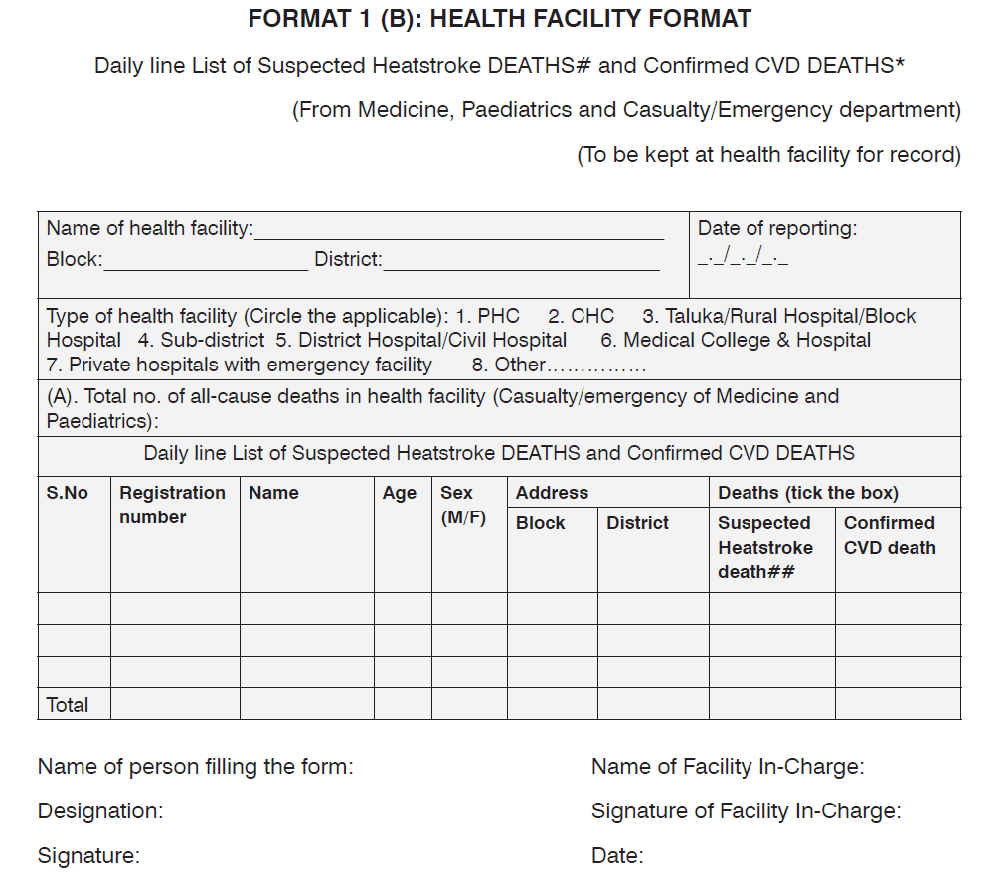 FORMAT 1 (B): HEALTH FACILITY FORMAT
Daily line List of Suspected Heatstroke DEATHS# and Confirmed CVD DEATHS*
(From Medicine, Paediatrics and Casualty/Emergency department)
(To be kept at health facility for record)
Name of health facility:____________________
Block:____________________ District:____________________
Date of reporting:
_._/_._/_._
Type of health facility (Circle the applicable): 1. PHC 2. CHC 3. Taluka/Rural Hospital/Block
Hospital 4. Sub-district 5. District Hospital/Civil Hospital 6. Medical College & Hospital
7. Private hospitals with emergency facility 8. Other……………
(A). Total no. of all-cause deaths in health facility (Casualty/emergency of Medicine and
Paediatrics):
Daily line List of Suspected Heatstroke DEATHS and Confirmed CVD DEATHS
S.No Registration number Name Age Sex (M/F) Address Deaths (tick the box)
Block District Suspected Heatstroke death## Confirmed CVD death
Total
Name of person filling the form: Name of Facility In-Charge:
Designation: Signature of Facility In-Charge:
Signature: Date: